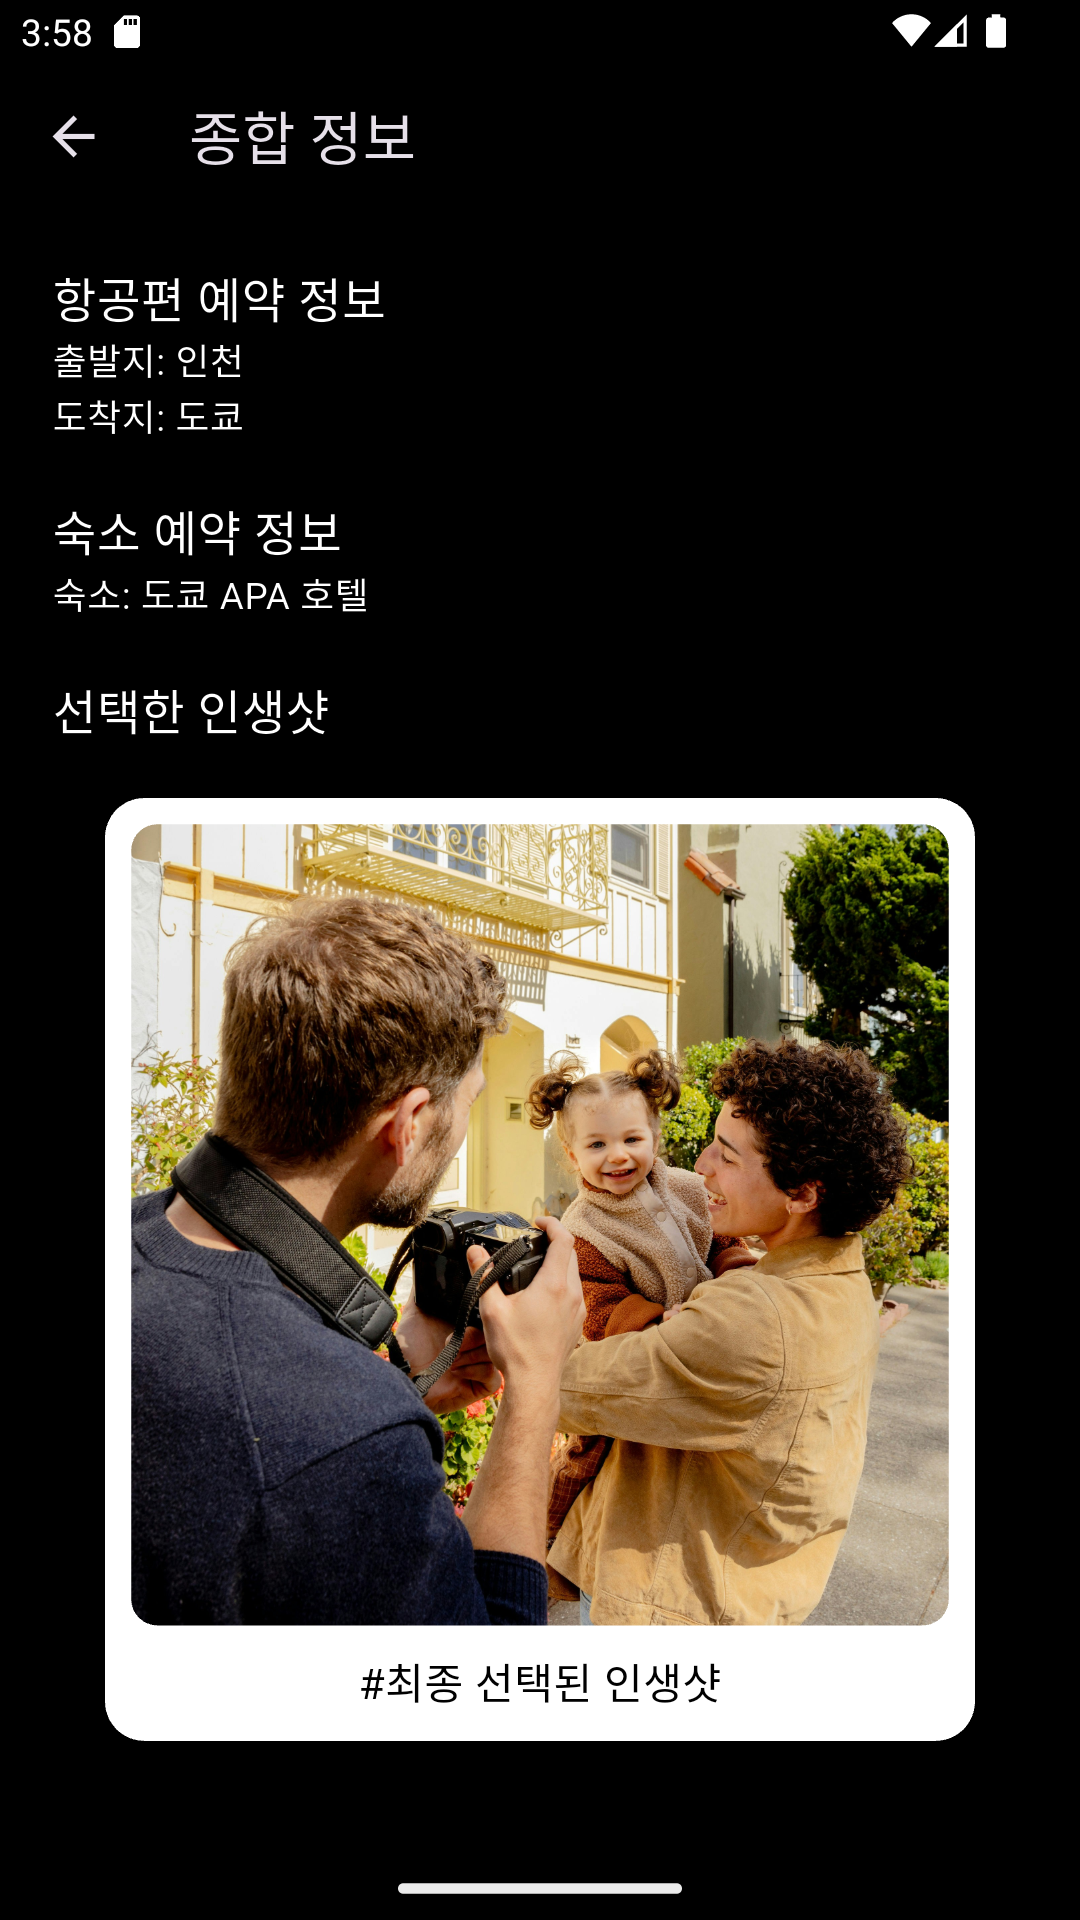 3:58
종합 정보
항공편 예약 정보
출발지: 인천
도착지: 도쿄
숙소 예약 정보
숙소: 도쿄 APA 호텔
선택한 인생샷
#최종 선택된 인생샷